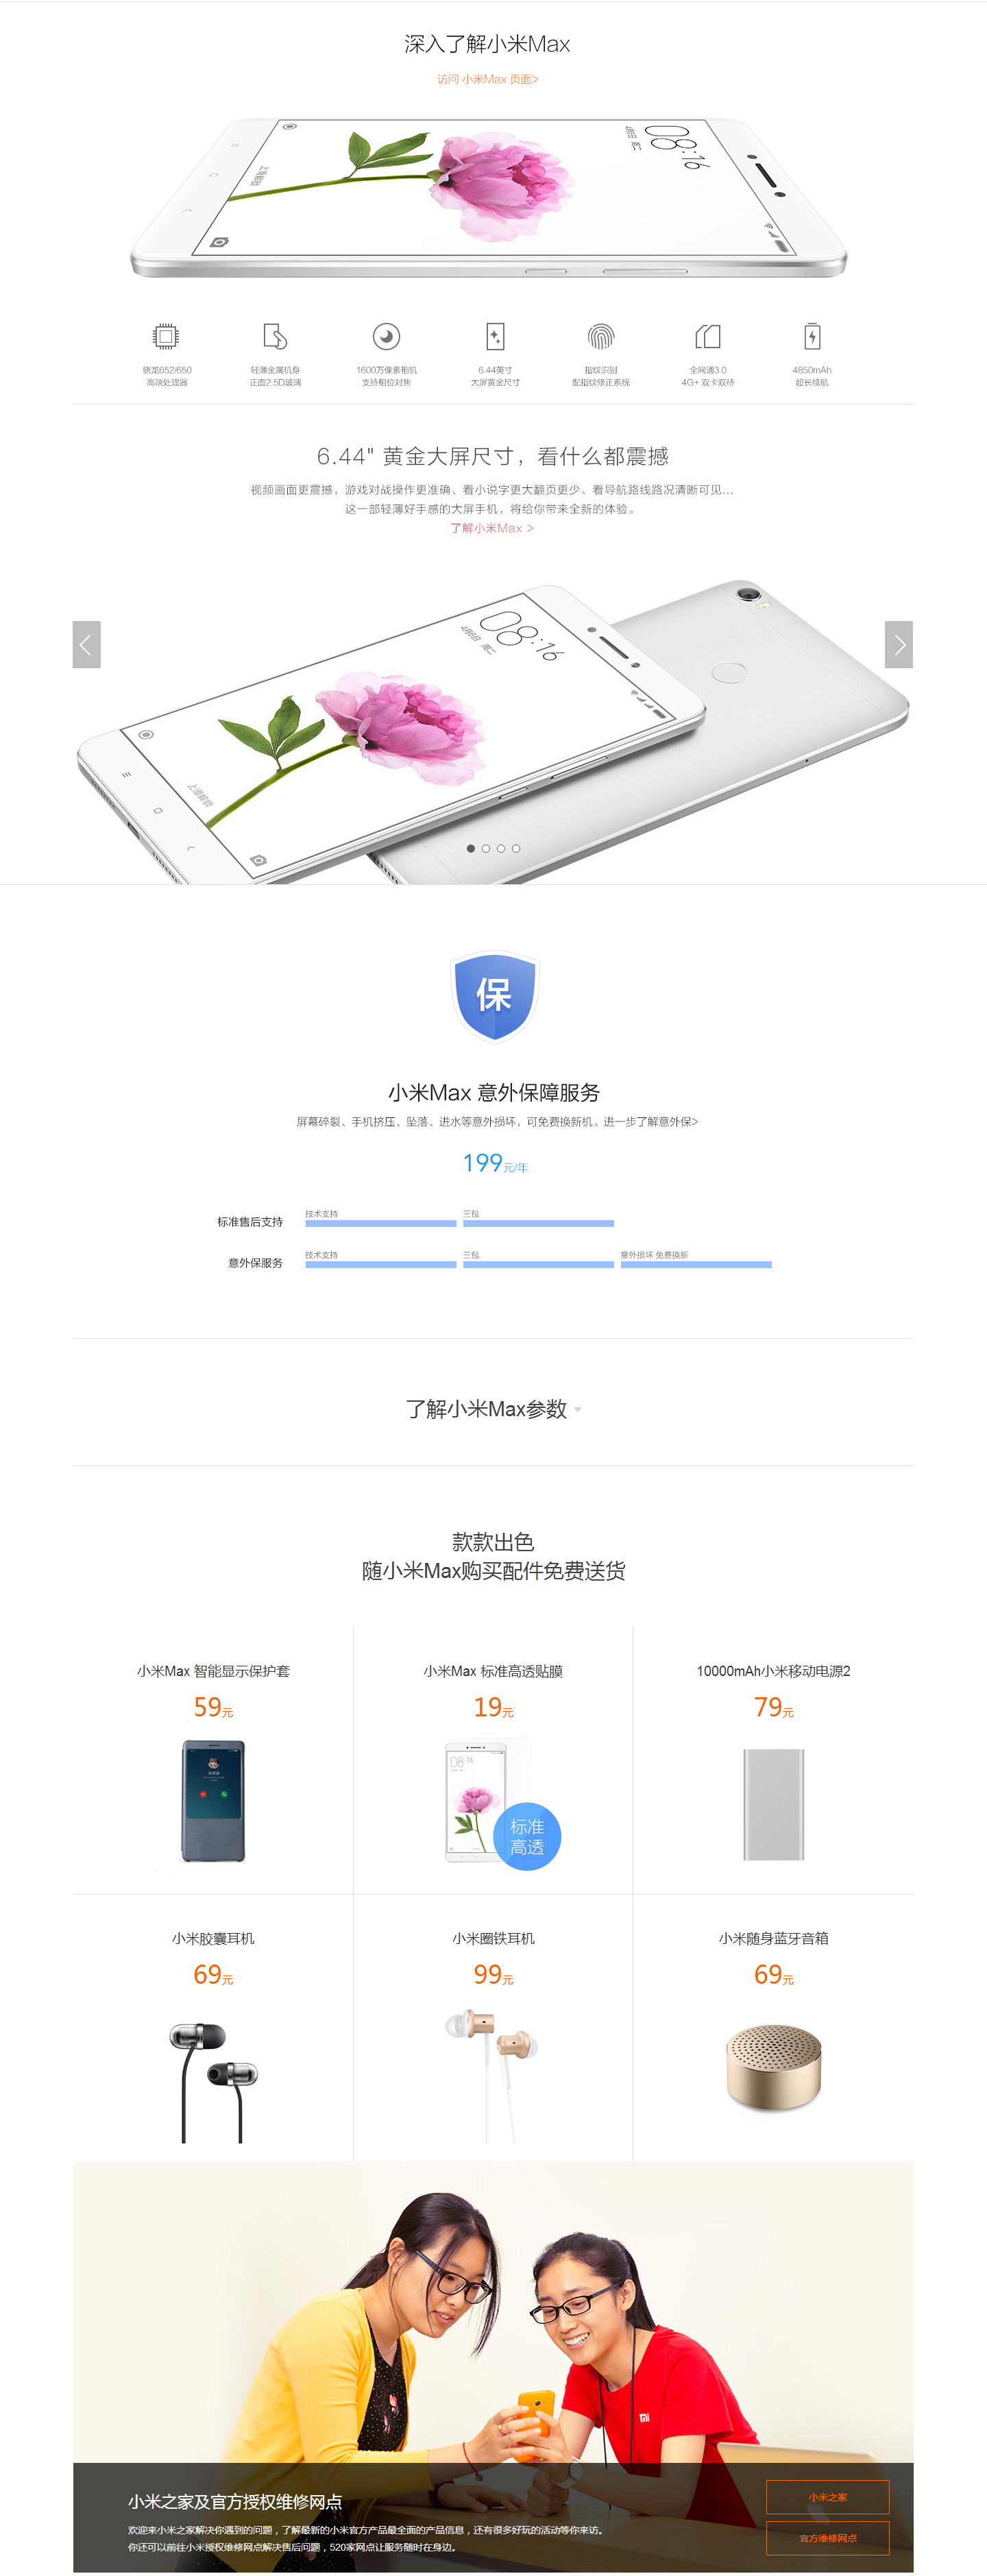 深入了解小米Max
访问 小米Max 页面>
08:16
4月6日 周二
上滑解锁
骁龙652/650
高端处理器
轻薄金属机身
正面2.5D玻璃
1600万像素相机
支持相位对焦
6.44英寸
大屏黄金尺寸
指纹识别
配指纹修正系统
全网通3.0
4G+ 双卡双待
4850mAh
超长续航
6.44" 黄金大屏尺寸，看什么都震撼
视频画面更震撼，游戏对战操作更准确、看小说字更大翻页更少、看导航路线路况清晰可见...
这一部轻薄好手感的大屏手机，将给你带来全新的体验。
了解小米Max >
08:16
4月6日 周二
上滑解锁
保
小米Max 意外保障服务
屏幕碎裂、手机挤压、坠落、进水等意外损坏，可免费换新机。进一步了解意外保>
199元/年
标准售后支持
技术支持
三包
意外保服务
技术支持
三包
意外损坏 免费换新
了解小米Max参数
款款出色
随小米Max购买配件免费送货
小米Max 智能显示保护套
59元
小米Max 标准高透贴膜
19元
08:16
标准
高透
10000mAh小米移动电源2
79元
小米胶囊耳机
69元
小米圈铁耳机
99元
小米随身蓝牙音箱
69元
mi
小米之家及官方授权维修网点
欢迎来小米之家解决你遇到的问题，了解最新的小米官方产品最全面的产品信息，还有很多好玩的活动等你来访。
你还可以前往小米授权维修网点解决售后问题，520家网点让服务随时在身边。
小米之家
官方维修网点